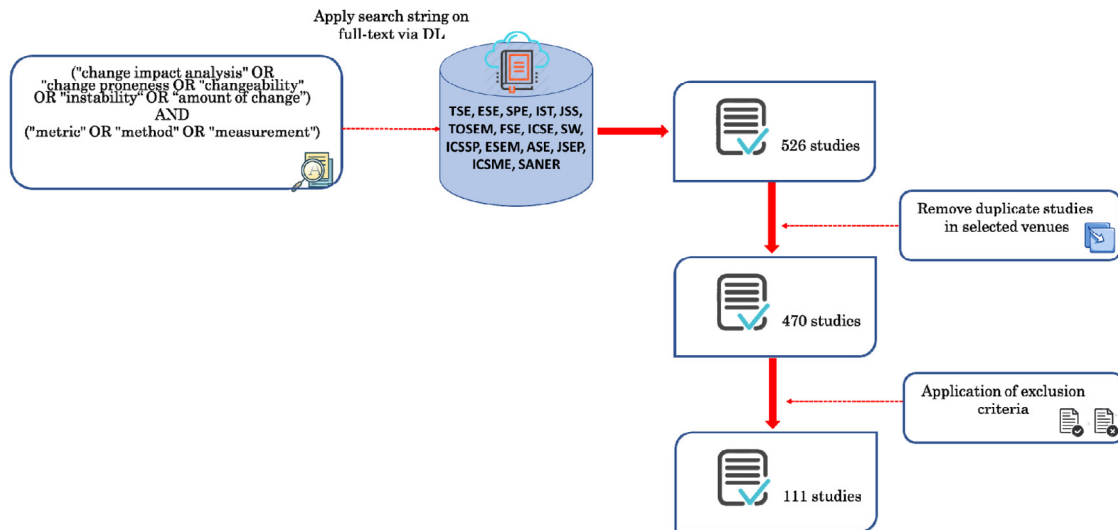 Apply search string on
full-text via DL
("change impact analysis" OR
"change proneness OR "changeability"
OR "instability" OR "amount of change")
AND
("metric" OR "method" OR "measurement")
TSE, ESE, SPE, IST, JSS,
TOSEM, FSE, ICSE, SW,
ICSSP, ESEM, ASE, JSEP,
ICSME, SANER
526 studies
Remove duplicate studies
in selected venues
470 studies
Application of exclusion
criteria
111 studies